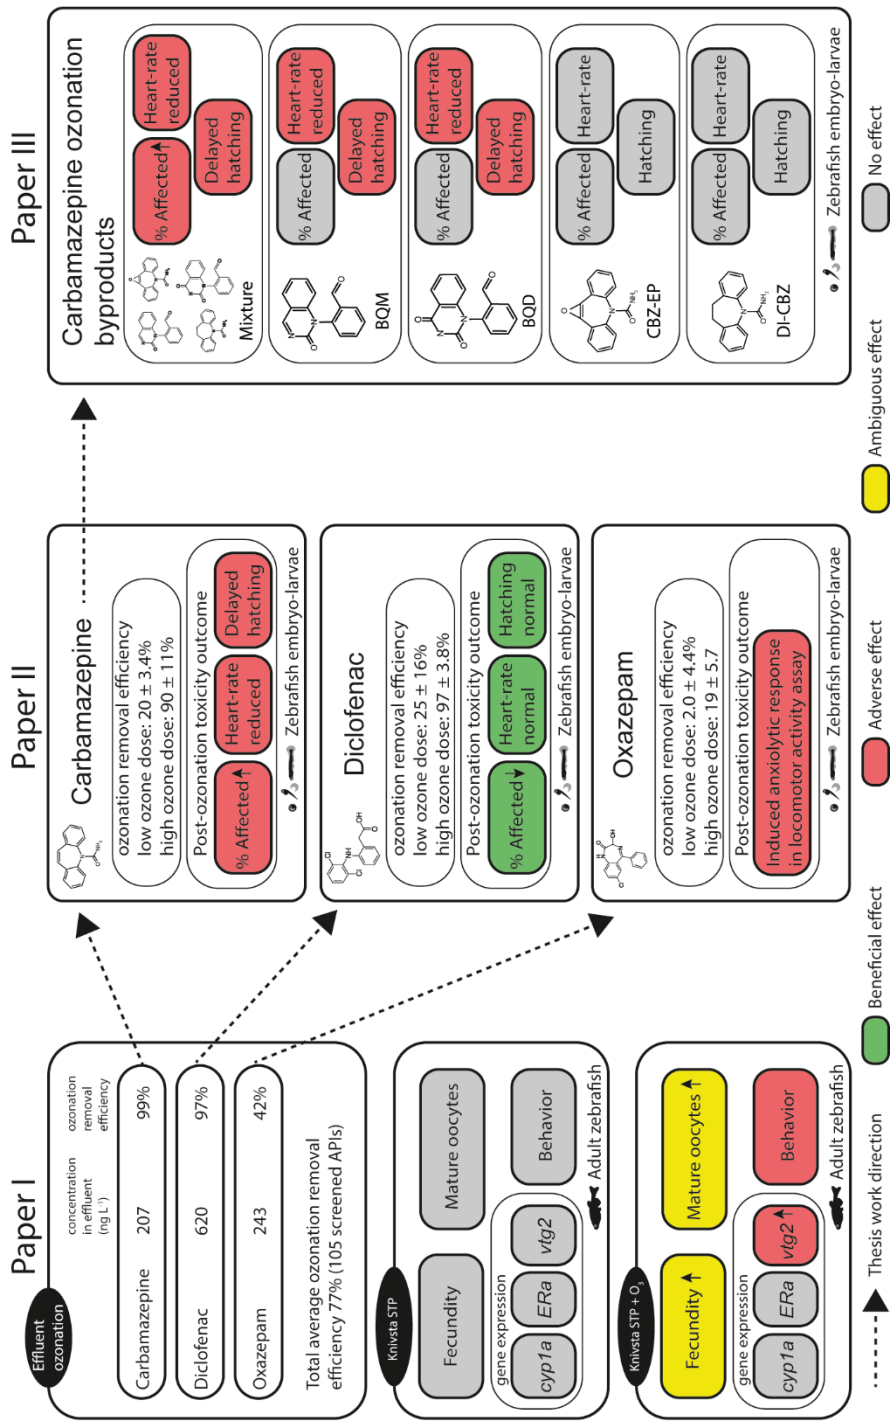 Paper I
Effluent
ozonation
concentration
in effluent
(ng L⁻¹)
ozonation
removal
efficiency
Carbamazepine 207 99%
Diclofenac 620 97%
Oxazepam 243 42%
Total average ozonation removal
efficiency 77% (105 screened APIs)
Knivsta STP
Fecundity
Mature oocytes
gene expression
cyp1a
ERa
vtg2
Behavior
Adult zebrafish
Knivsta STP + O₃
Fecundity ↑
Mature oocytes ↑
gene expression
cyp1a
ERa
vtg2 ↑
Behavior
Adult zebrafish
Paper II
Carbamazepine
NH₂
O
N
ozonation removal efficiency
low ozone dose: 20 ± 3.4%
high ozone dose: 90 ± 11%
Post-ozonation toxicity outcome
% Affected ↑
Heart-rate
reduced
Delayed
hatching
Zebrafish embryo-larvae
Diclofenac
Cl
NH
Cl
OH
O
ozonation removal efficiency
low ozone dose: 25 ± 16%
high ozone dose: 97 ± 3.8%
Post-ozonation toxicity outcome
% Affected ↓
Heart-rate
normal
Hatching
normal
Zebrafish embryo-larvae
Oxazepam
ozonation removal efficiency
low ozone dose: 2.0 ± 4.4%
high ozone dose: 19 ± 5.7
Post-ozonation toxicity outcome
Induced anxiolytic response
in locomotor activity assay
Zebrafish embryo-larvae
Paper III
Carbamazepine ozonation
byproducts
Mixture
% Affected ↑
Heart-rate
reduced
Delayed
hatching
BQM
% Affected
Heart-rate
reduced
Delayed
hatching
BQD
% Affected
Heart-rate
reduced
Delayed
hatching
CBZ-EP
% Affected
Heart-rate
Hatching
DI-CBZ
% Affected
Heart-rate
Hatching
Zebrafish embryo-larvae
Thesis work direction
Beneficial effect
Adverse effect
Ambiguous effect
No effect